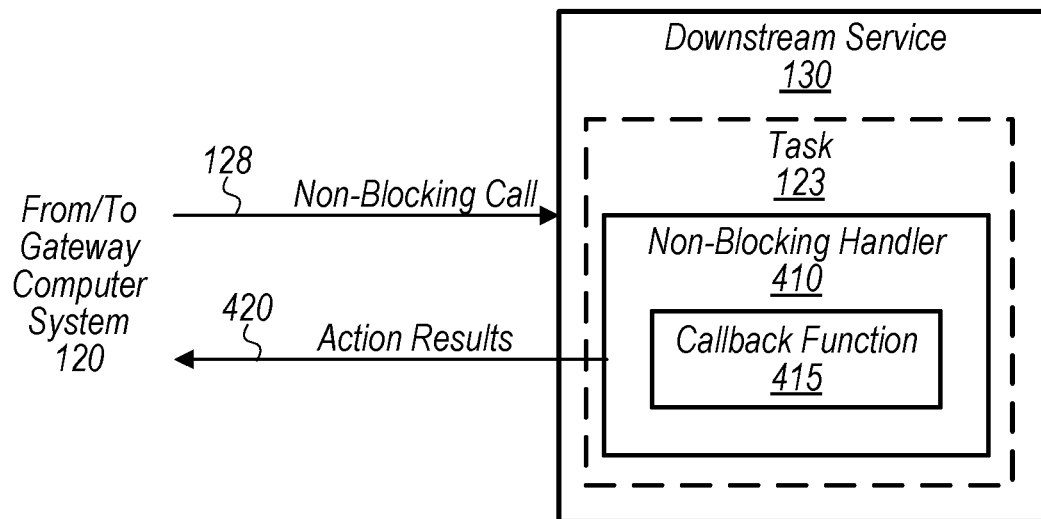 Downstream Service
130
Task
123
128
Non-Blocking Call
From/To
Gateway
Computer
System
120
Non-Blocking Handler
410
420
Action Results
Callback Function
415